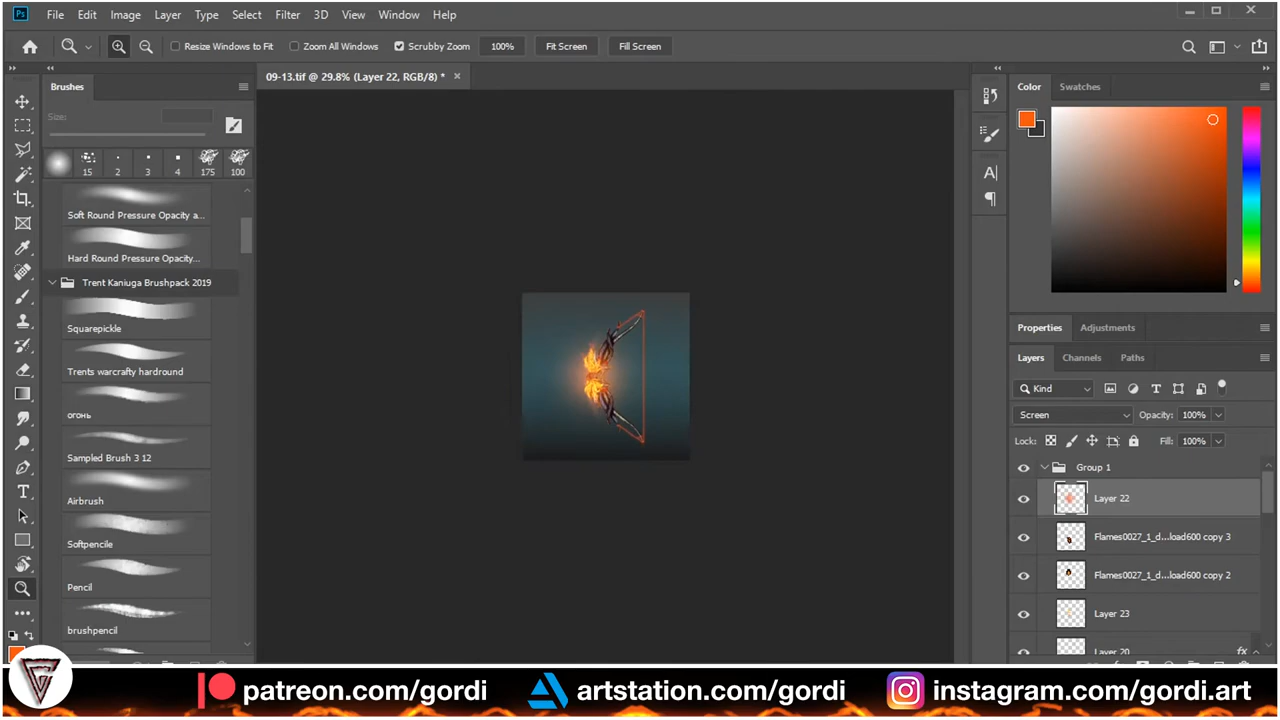 Ps File Edit Image Layer Type Select Filter 3D View Window Help
Resize Windows to Fit Zoom All Windows Scrubby Zoom 100% Fit Screen Fill Screen
Brushes
09-13.tif @ 29.8% (Layer 22, RGB/8) *
Color Swatches
Size:
15 2 3 4 175 100
Soft Round Pressure Opacity a...
Hard Round Pressure Opacity...
Trent Kaniuga Brushpack 2019
Squarepickle
Trents warcrafty hardround
огонь
Sampled Brush 3 12
Airbrush
Softpencile
Pencil
brushpencil
Properties Adjustments
Layers Channels Paths
Kind
Screen Opacity: 100%
Lock: Fill: 100%
Group 1
Layer 22
Flames0027_1_d...load600 copy 3
Flames0027_1_d...load600 copy 2
Layer 23
Layer 20 fx
patreon.com/gordi artstation.com/gordi instagram.com/gordi.art